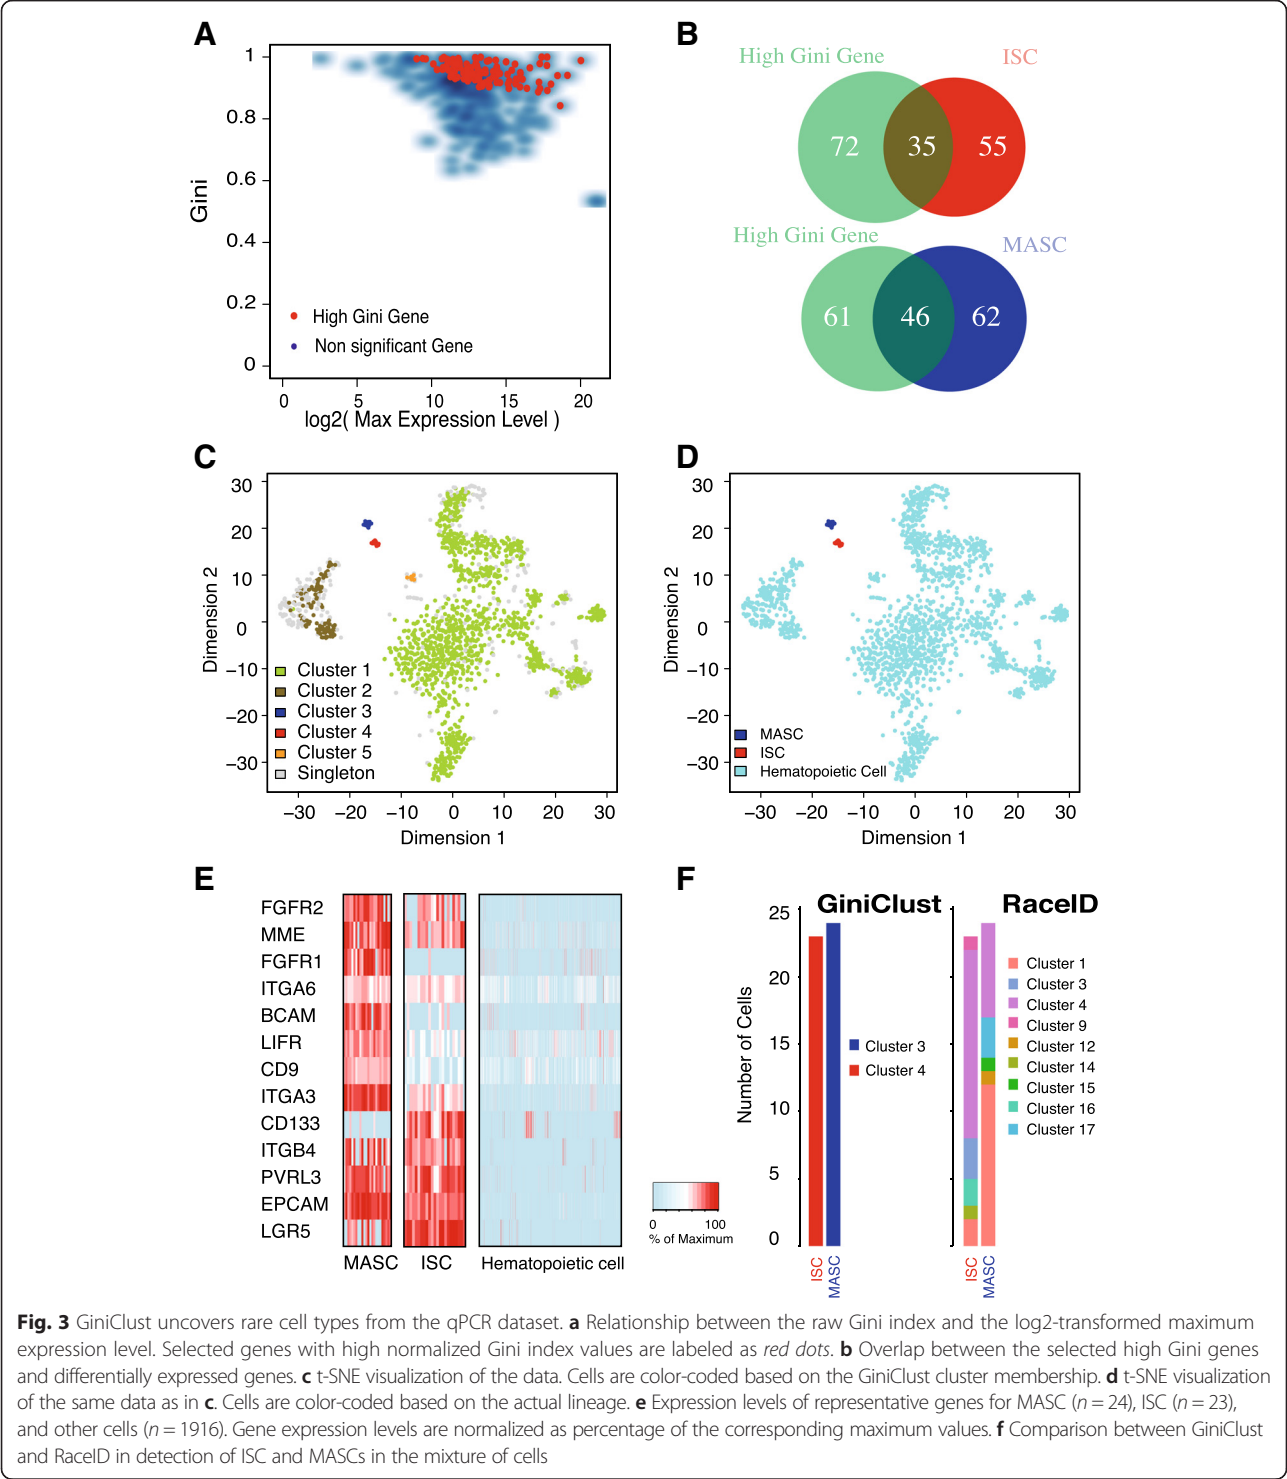 A
1
0.8
0.6
0.4
0.2
0
Gini
High Gini Gene
Non significant Gene
0 5 10 15 20
log2( Max Expression Level )
B
High Gini Gene ISC
72 35 55
High Gini Gene MASC
61 46 62
C
30
20
10
0
−10
−20
−30
Dimension 2
Cluster 1
Cluster 2
Cluster 3
Cluster 4
Cluster 5
Singleton
−30 −20 −10 0 10 20 30
Dimension 1
D
30
20
10
0
−10
−20
−30
Dimension 2
MASC
ISC
Hematopoietic Cell
−30 −20 −10 0 10 20 30
Dimension 1
E
FGFR2
MME
FGFR1
ITGA6
BCAM
LIFR
CD9
ITGA3
CD133
ITGB4
PVRL3
EPCAM
LGR5
MASC ISC Hematopoietic cell
0 100
% of Maximum
F
GiniClust RaceID
25
20
15
10
5
0
Number of Cells
Cluster 3
Cluster 4
ISC
MASC
Cluster 1
Cluster 3
Cluster 4
Cluster 9
Cluster 12
Cluster 14
Cluster 15
Cluster 16
Cluster 17
ISC
MASC
Fig. 3 GiniClust uncovers rare cell types from the qPCR dataset. a Relationship between the raw Gini index and the log2-transformed maximum
expression level. Selected genes with high normalized Gini index values are labeled as red dots. b Overlap between the selected high Gini genes
and differentially expressed genes. c t-SNE visualization of the data. Cells are color-coded based on the GiniClust cluster membership. d t-SNE visualization
of the same data as in c. Cells are color-coded based on the actual lineage. e Expression levels of representative genes for MASC (n = 24), ISC (n = 23),
and other cells (n = 1916). Gene expression levels are normalized as percentage of the corresponding maximum values. f Comparison between GiniClust
and RaceID in detection of ISC and MASCs in the mixture of cells